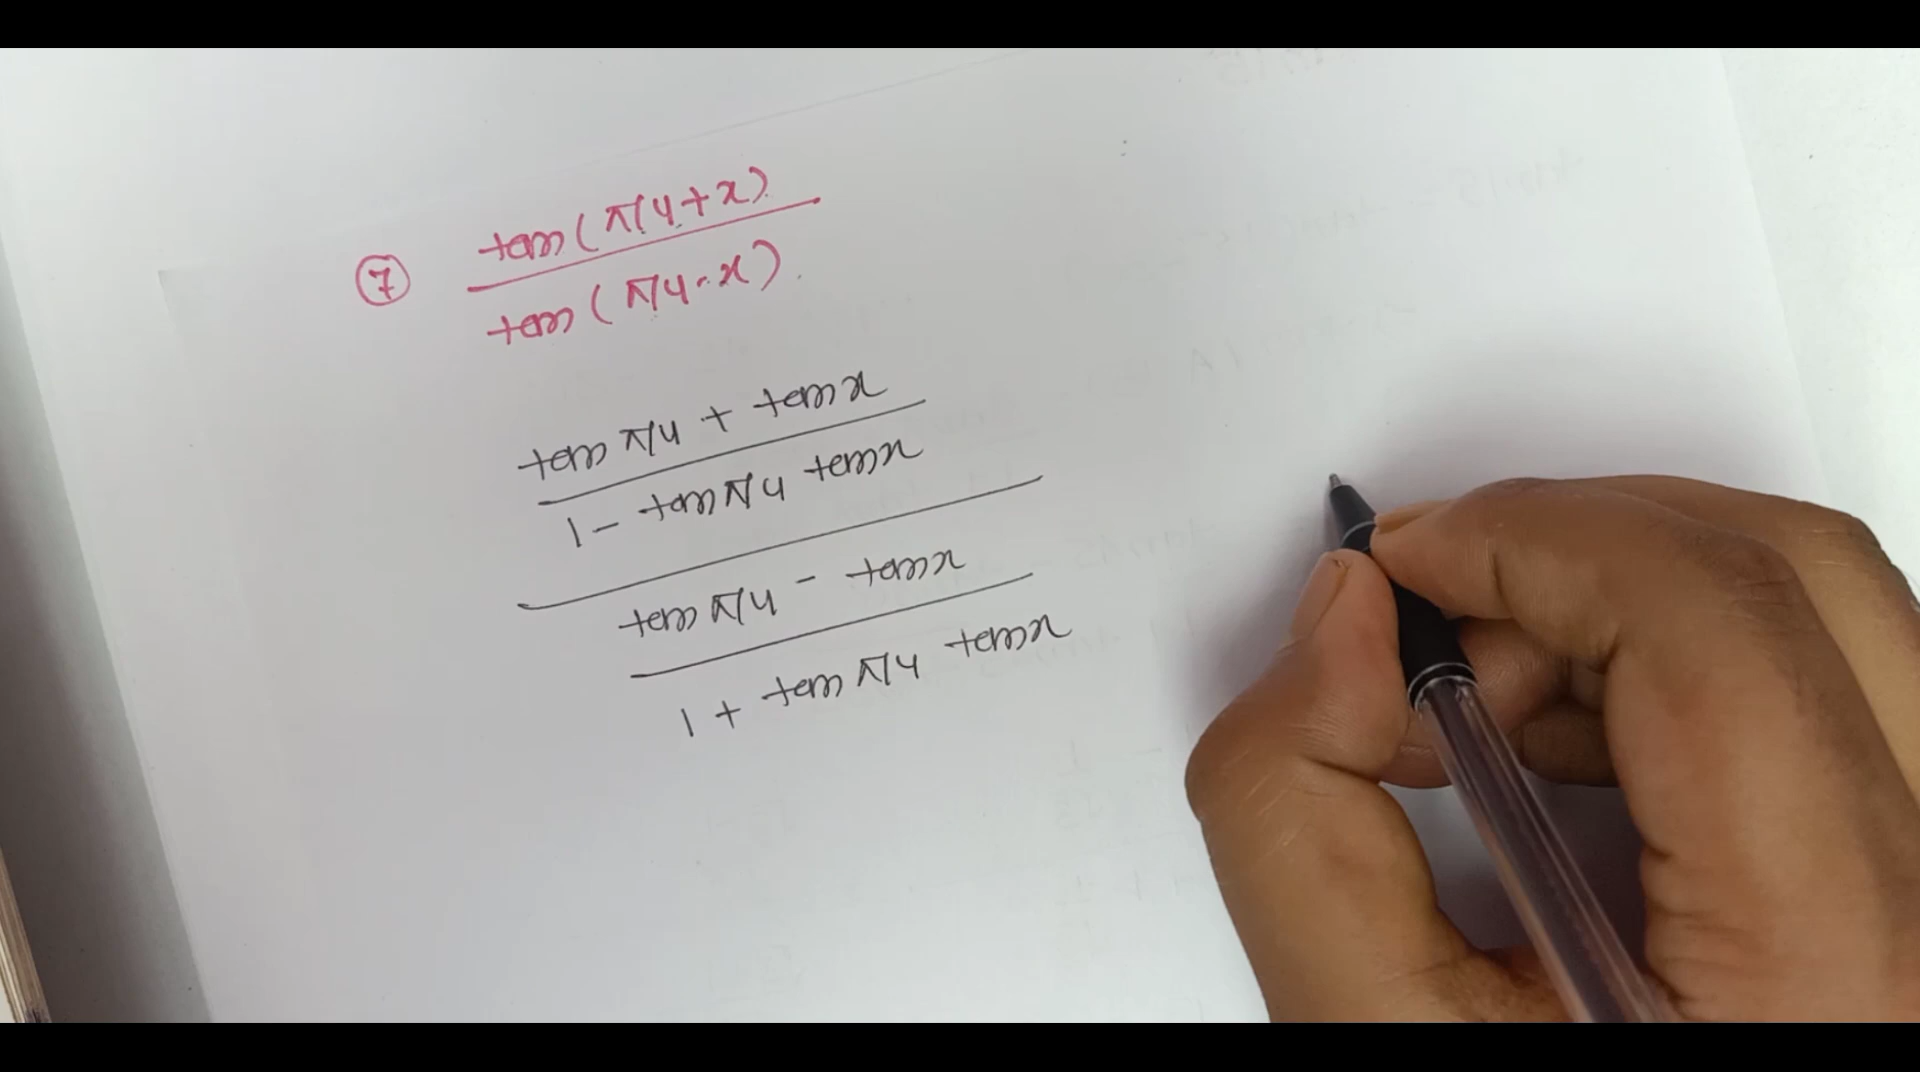 7 tan(π/4+x)
tan(π/4-x)
tan π/4 + tan x
1 - tan π/4 tan x
tan π/4 - tan x
1 + tan π/4 tan x